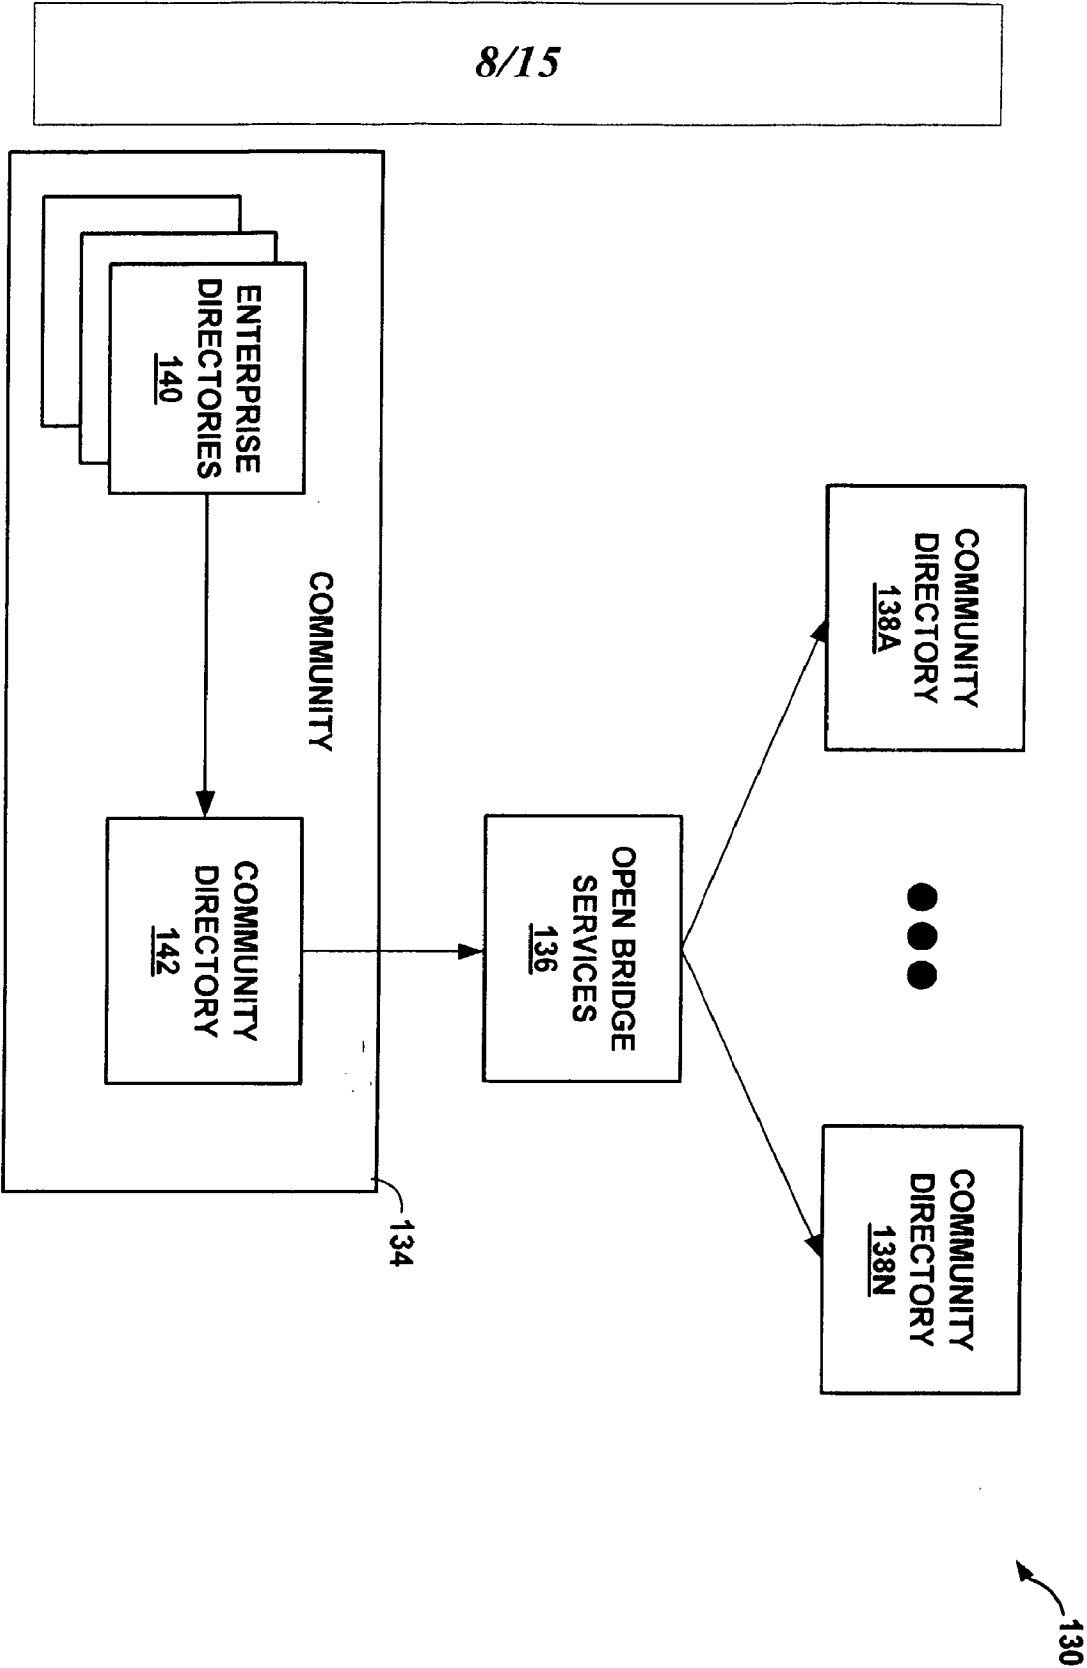 8/15
130
COMMUNITY
DIRECTORY
138A
COMMUNITY
DIRECTORY
138N
OPEN BRIDGE
SERVICES
136
134
COMMUNITY
ENTERPRISE
DIRECTORIES
140
COMMUNITY
DIRECTORY
142